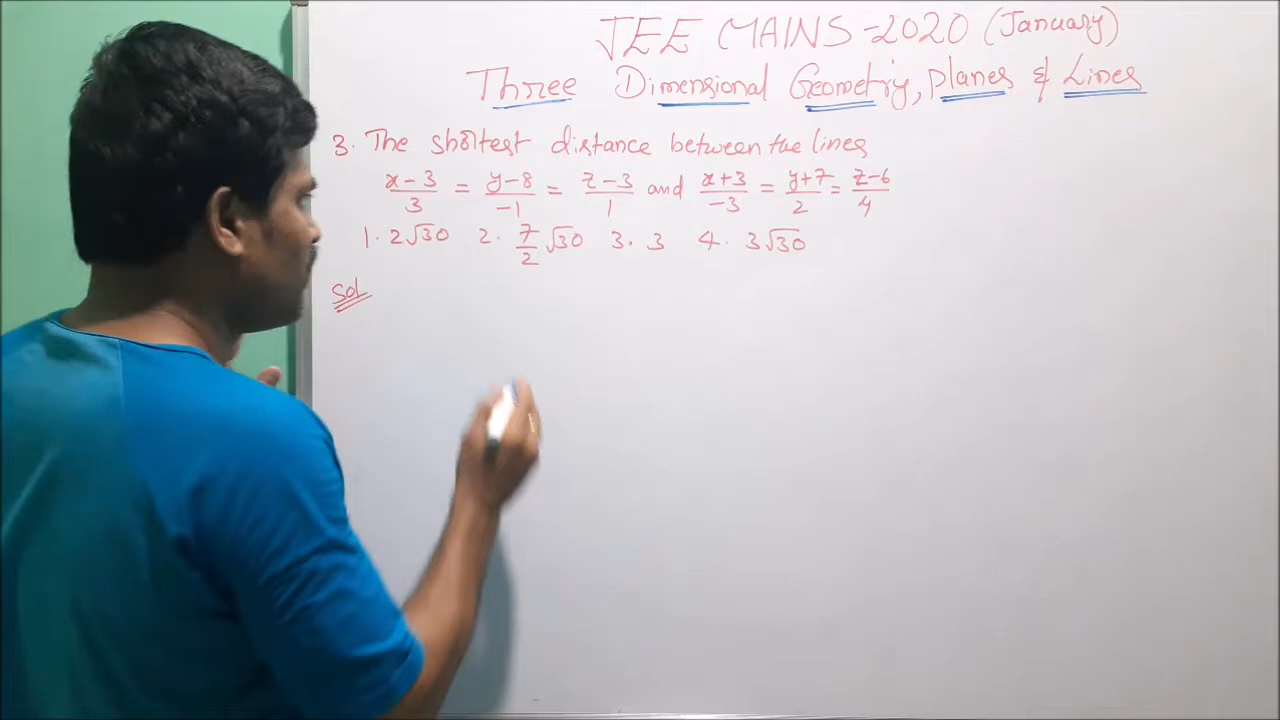 JEE MAINS-2020 (January)
Three Dimensional Geometry, planes & Lines
3. The shortest distance between the lines
x-3/3 = y-8/-1 = z-3/1 and x+3/-3 = y+7/2 = z-6/4
1. 2√30 2. 7/2 √30 3. 3 4. 3√30
Sol